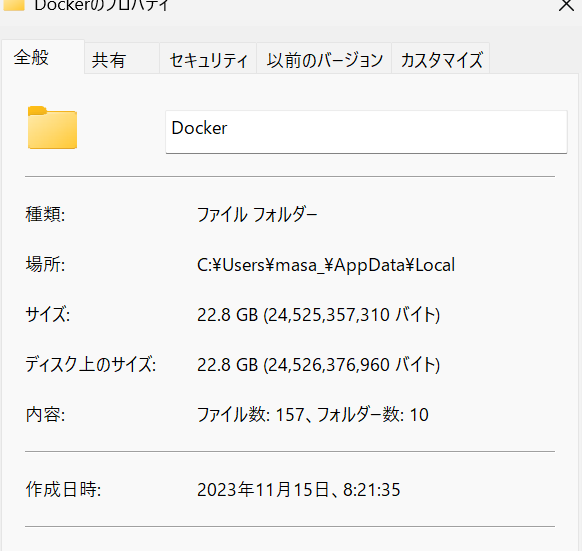 Dockerのプロパティ
全般 共有 セキュリティ 以前のバージョン カスタマイズ
Docker
種類: ファイル フォルダー
場所: C:¥Users¥masa_¥AppData¥Local
サイズ: 22.8 GB (24,525,357,310 バイト)
ディスク上のサイズ: 22.8 GB (24,526,376,960 バイト)
内容: ファイル数: 157、フォルダー数: 10
作成日時: 2023年11月15日、8:21:35